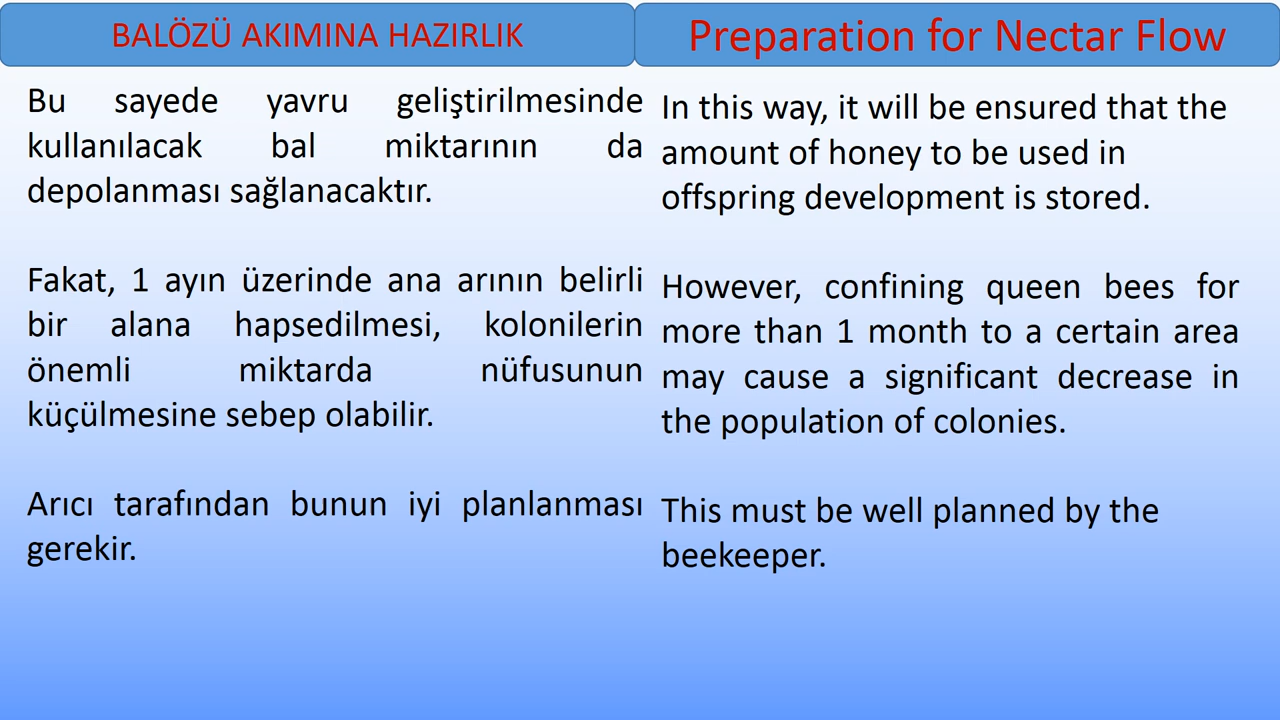 BALÖZÜ AKIMINA HAZIRLIK
Bu sayede yavru geliştirilmesinde
kullanılacak bal miktarının da
depolanması sağlanacaktır.
Fakat, 1 ayın üzerinde ana arının belirli
bir alana hapsedilmesi, kolonilerin
önemli miktarda nüfusunun
küçülmesine sebep olabilir.
Arıcı tarafından bunun iyi planlanması
gerekir.
Preparation for Nectar Flow
In this way, it will be ensured that the
amount of honey to be used in
offspring development is stored.
However, confining queen bees for
more than 1 month to a certain area
may cause a significant decrease in
the population of colonies.
This must be well planned by the
beekeeper.